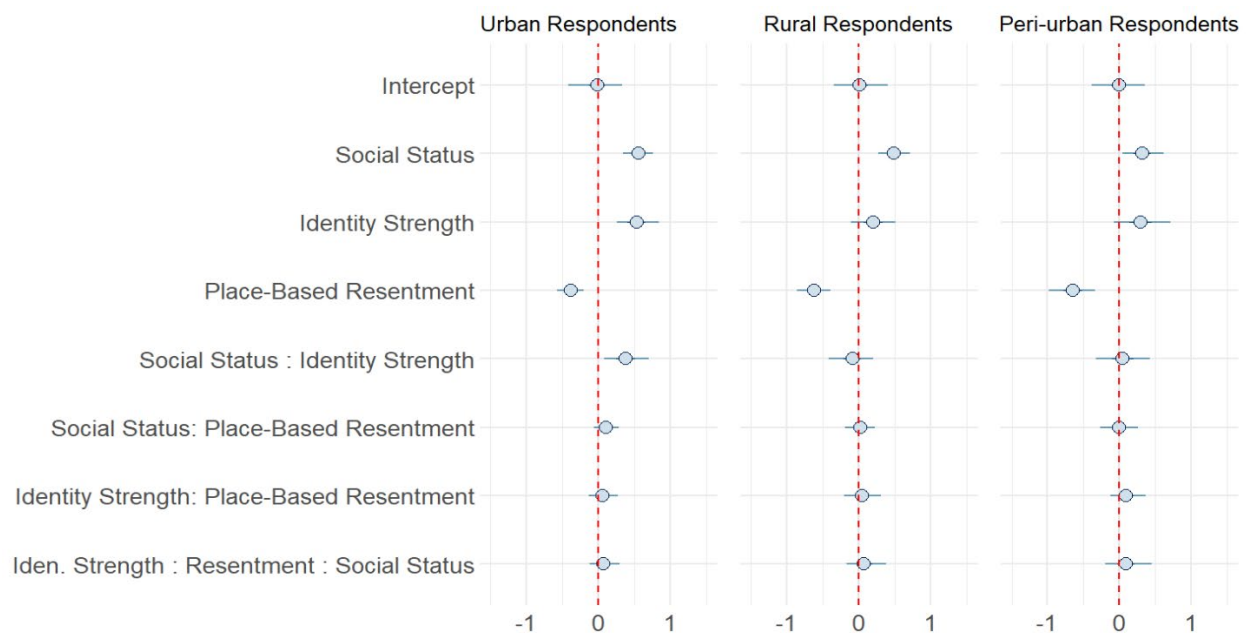 Urban Respondents Rural Respondents Peri-urban Respondents
Intercept
Social Status
Identity Strength
Place-Based Resentment
Social Status : Identity Strength
Social Status: Place-Based Resentment
Identity Strength: Place-Based Resentment
Iden. Strength : Resentment : Social Status
-1 0 1 -1 0 1 -1 0 1